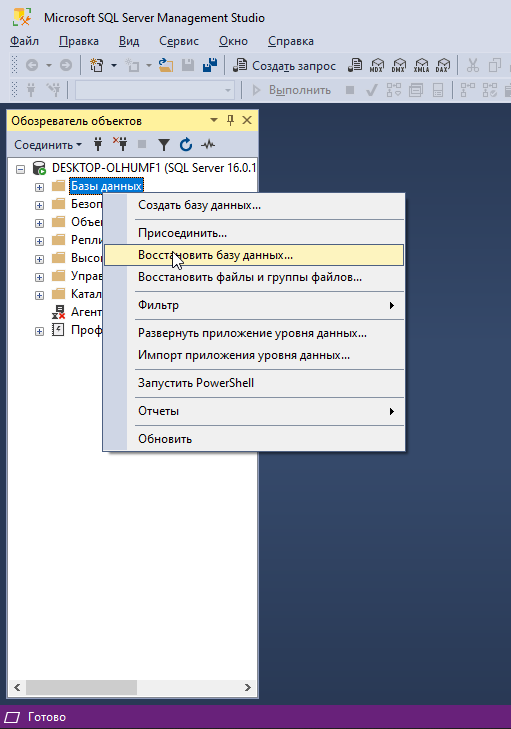 Microsoft SQL Server Management Studio
Файл Правка Вид Сервис Окно Справка
Создать запрос MDX DMX XMLA DAX
Выполнить
Обозреватель объектов
Соединить
DESKTOP-OLHUMF1 (SQL Server 16.0.1
Базы данных
Безоп
Объе
Репли
Высо
Управ
Катал
Агент
Проф
Создать базу данных...
Присоединить...
Восстановить базу данных...
Восстановить файлы и группы файлов...
Фильтр
Развернуть приложение уровня данных...
Импорт приложения уровня данных...
Запустить PowerShell
Отчеты
Обновить
Готово